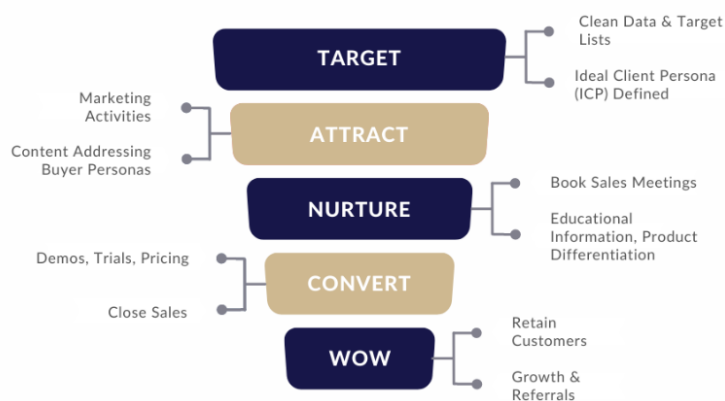 TARGET
Clean Data & Target
Lists
Ideal Client Persona
(ICP) Defined
Marketing
Activities
Content Addressing
Buyer Personas
ATTRACT
NURTURE
Book Sales Meetings
Educational
Information, Product
Differentiation
Demos, Trials, Pricing
Close Sales
CONVERT
WOW
Retain
Customers
Growth &
Referrals